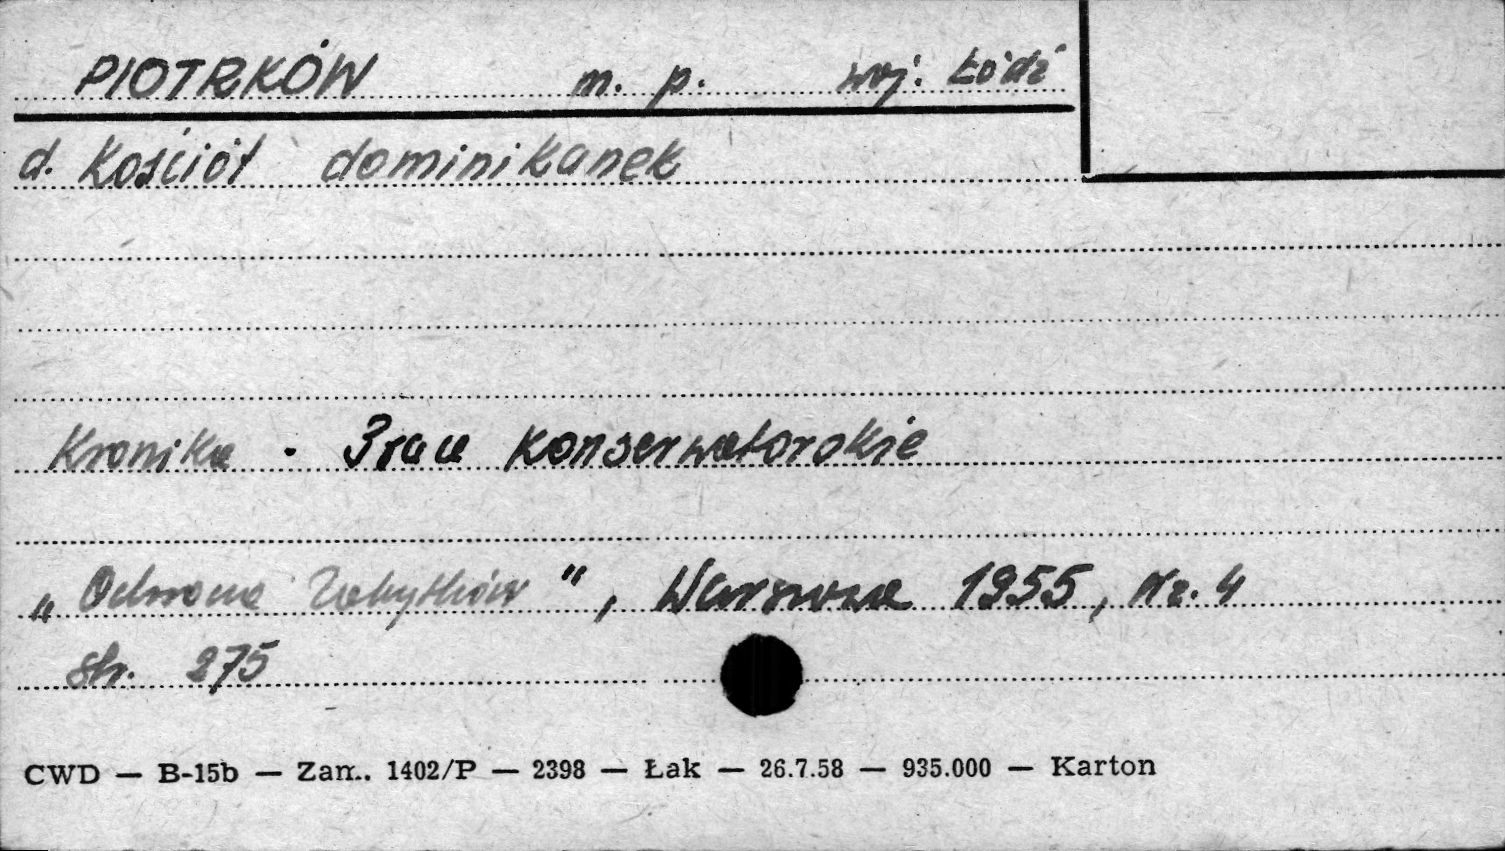 PIOTRKÓW m. p. woj. Łódź
d. Kościół dominikanek
Kronika. Prace konserwatorskie
„Ochrona Zabytków", Warszawa 1955, Nr. 4
str. 275
CWD — B-15b — Zam. 1402/P — 2398 — Łak — 26.7.58 — 935.000 — Karton